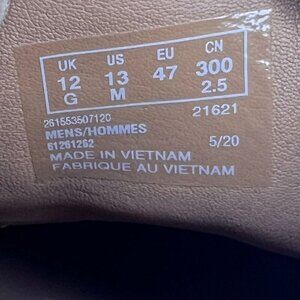 UK US EU CN
12 13 47 300
G M 2.5
261553507120 21621
MENS/HOMMES
61261262 5/20
MADE IN VIETNAM
FABRIQUE AU VIETNAM